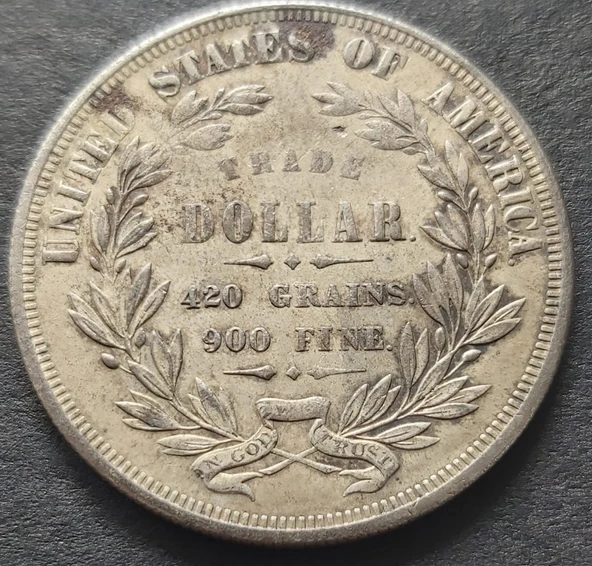 UNITED STATES OF AMERICA
TRADE
DOLLAR.
420 GRAINS.
900 FINE.
IN GOD WE TRUST